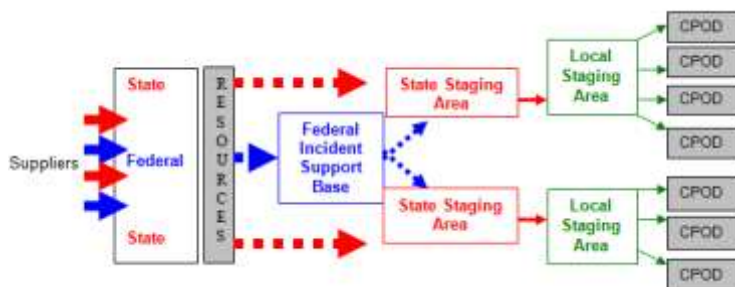 Suppliers
State
Federal
State
RESOURCES
Federal
Incident
Support
Base
State Staging
Area
State Staging
Area
Local
Staging
Area
Local
Staging
Area
CPOD
CPOD
CPOD
CPOD
CPOD
CPOD
CPOD